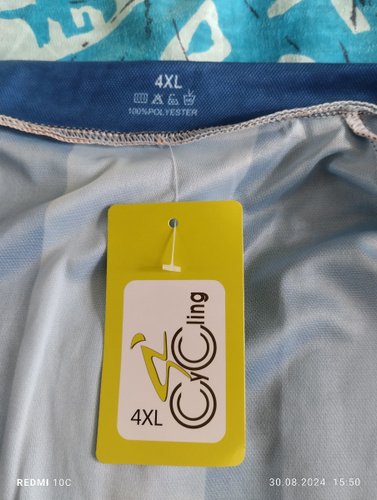 4XL
100%POLYESTER
CyCling
4XL
REDMI 10C
30.08.2024 15:50